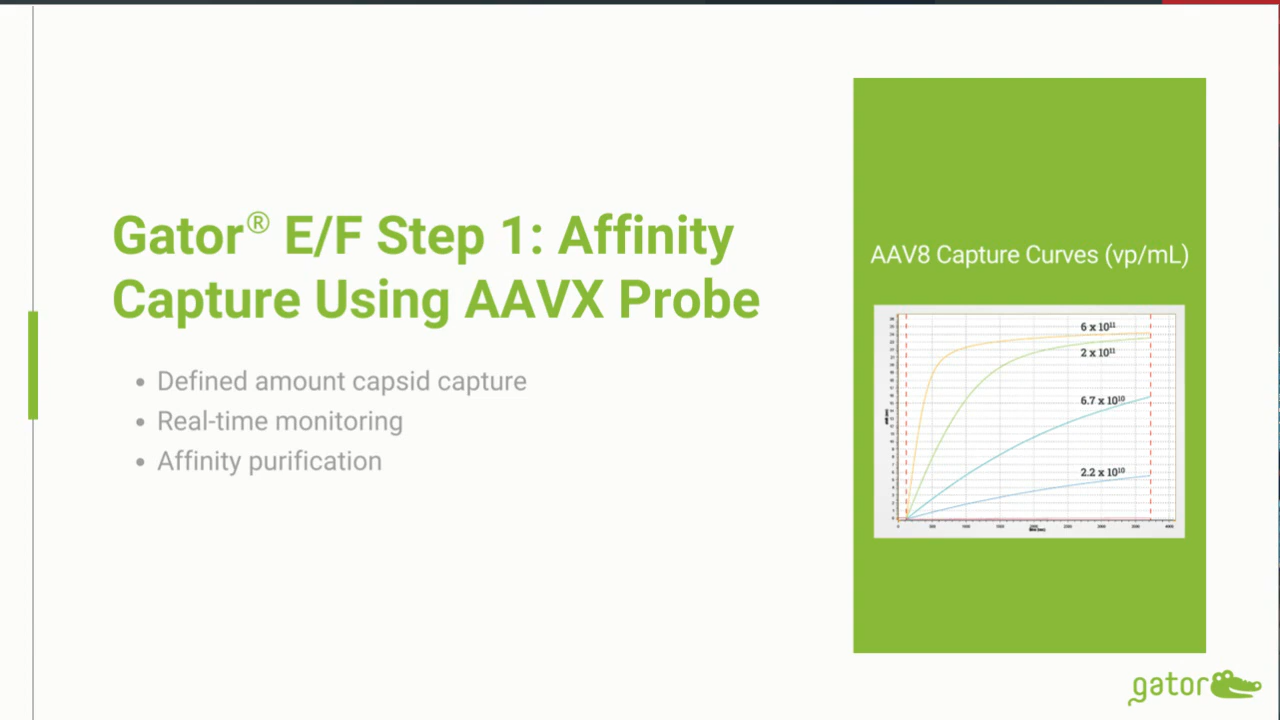 Gator® E/F Step 1: Affinity
Capture Using AAVX Probe
• Defined amount capsid capture
• Real-time monitoring
• Affinity purification
AAV8 Capture Curves (vp/mL)
6 x 10¹¹
2 x 10¹¹
6.7 x 10¹⁰
2.2 x 10¹⁰
gator